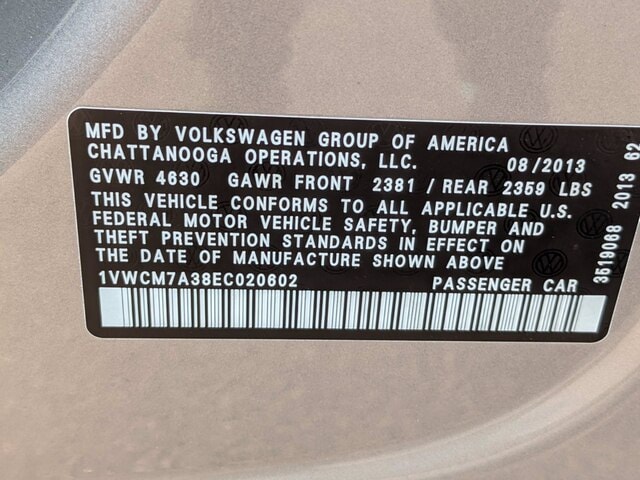 MFD BY VOLKSWAGEN GROUP OF AMERICA
CHATTANOOGA OPERATIONS, LLC. 08/2013
GVWR 4630 GAWR FRONT 2381 / REAR 2359 LBS
THIS VEHICLE CONFORMS TO ALL APPLICABLE U.S.
FEDERAL MOTOR VEHICLE SAFETY, BUMPER AND
THEFT PREVENTION STANDARDS IN EFFECT ON
THE DATE OF MANUFACTURE SHOWN ABOVE
1VWCM7A38EC020602 PASSENGER CAR
3519068 2013 62